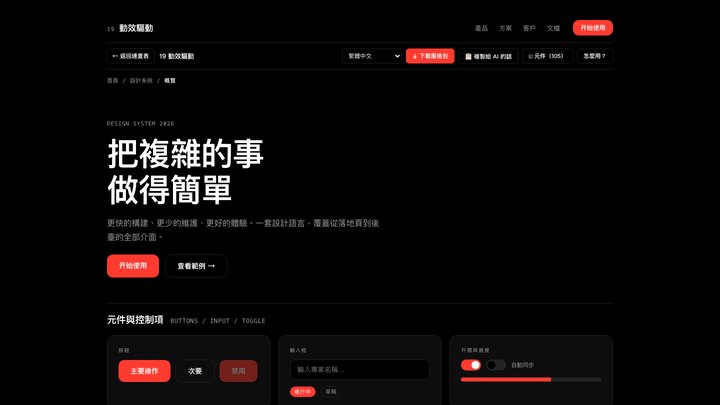 19 動效驅動
產品 方案 客戶 文檔 开始使用
← 返回速查表 19 動效驅動 繁體中文 下載風格包 複製給 AI 的話 元件（105） 怎麼用？
首頁 / 設計系統 / 概覽
DESIGN SYSTEM 2026
把複雜的事
做得簡單
更快的構建、更少的維護、更好的體驗。一套設計語言，覆蓋從落地頁到後
臺的全部介面。
开始使用 查看範例 →
元件與控制項 BUTTONS / INPUT / TOGGLE
按鈕 輸入框 開關與進度
主要操作 次要 禁用 輸入專案名稱... 自動同步
進行中 草稿